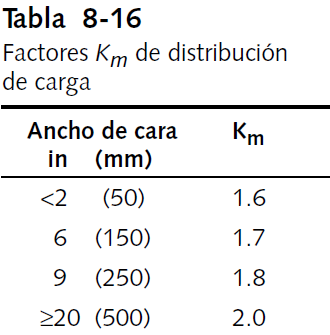 Tabla 8-16
Factores Km de distribución
de carga
Ancho de cara Km
in (mm)
<2 (50) 1.6
6 (150) 1.7
9 (250) 1.8
≥20 (500) 2.0